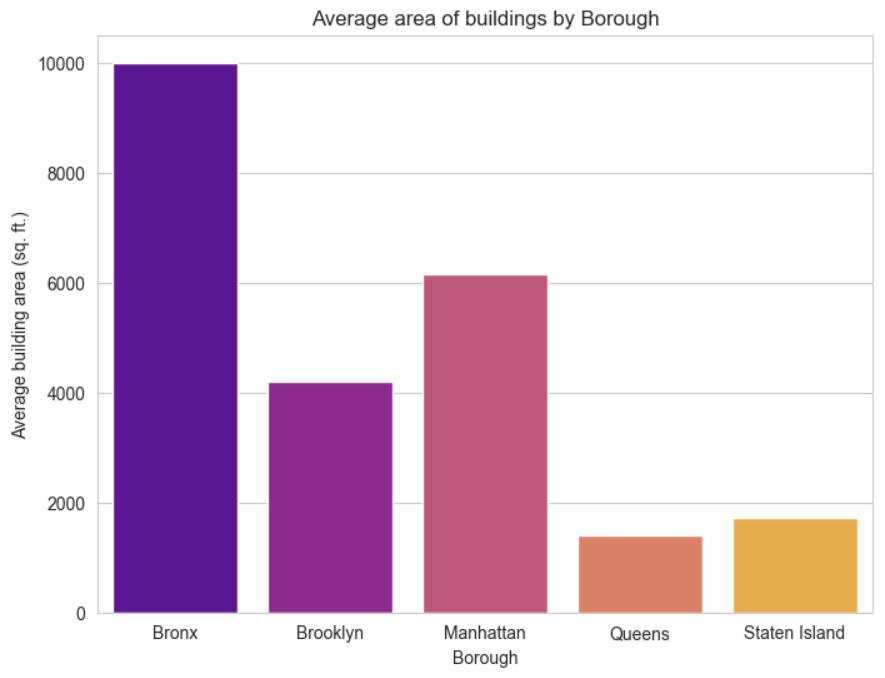 Average area of buildings by Borough
Average building area (sq. ft.)
10000
8000
6000
4000
2000
0
Bronx
Brooklyn
Manhattan
Queens
Staten Island
Borough